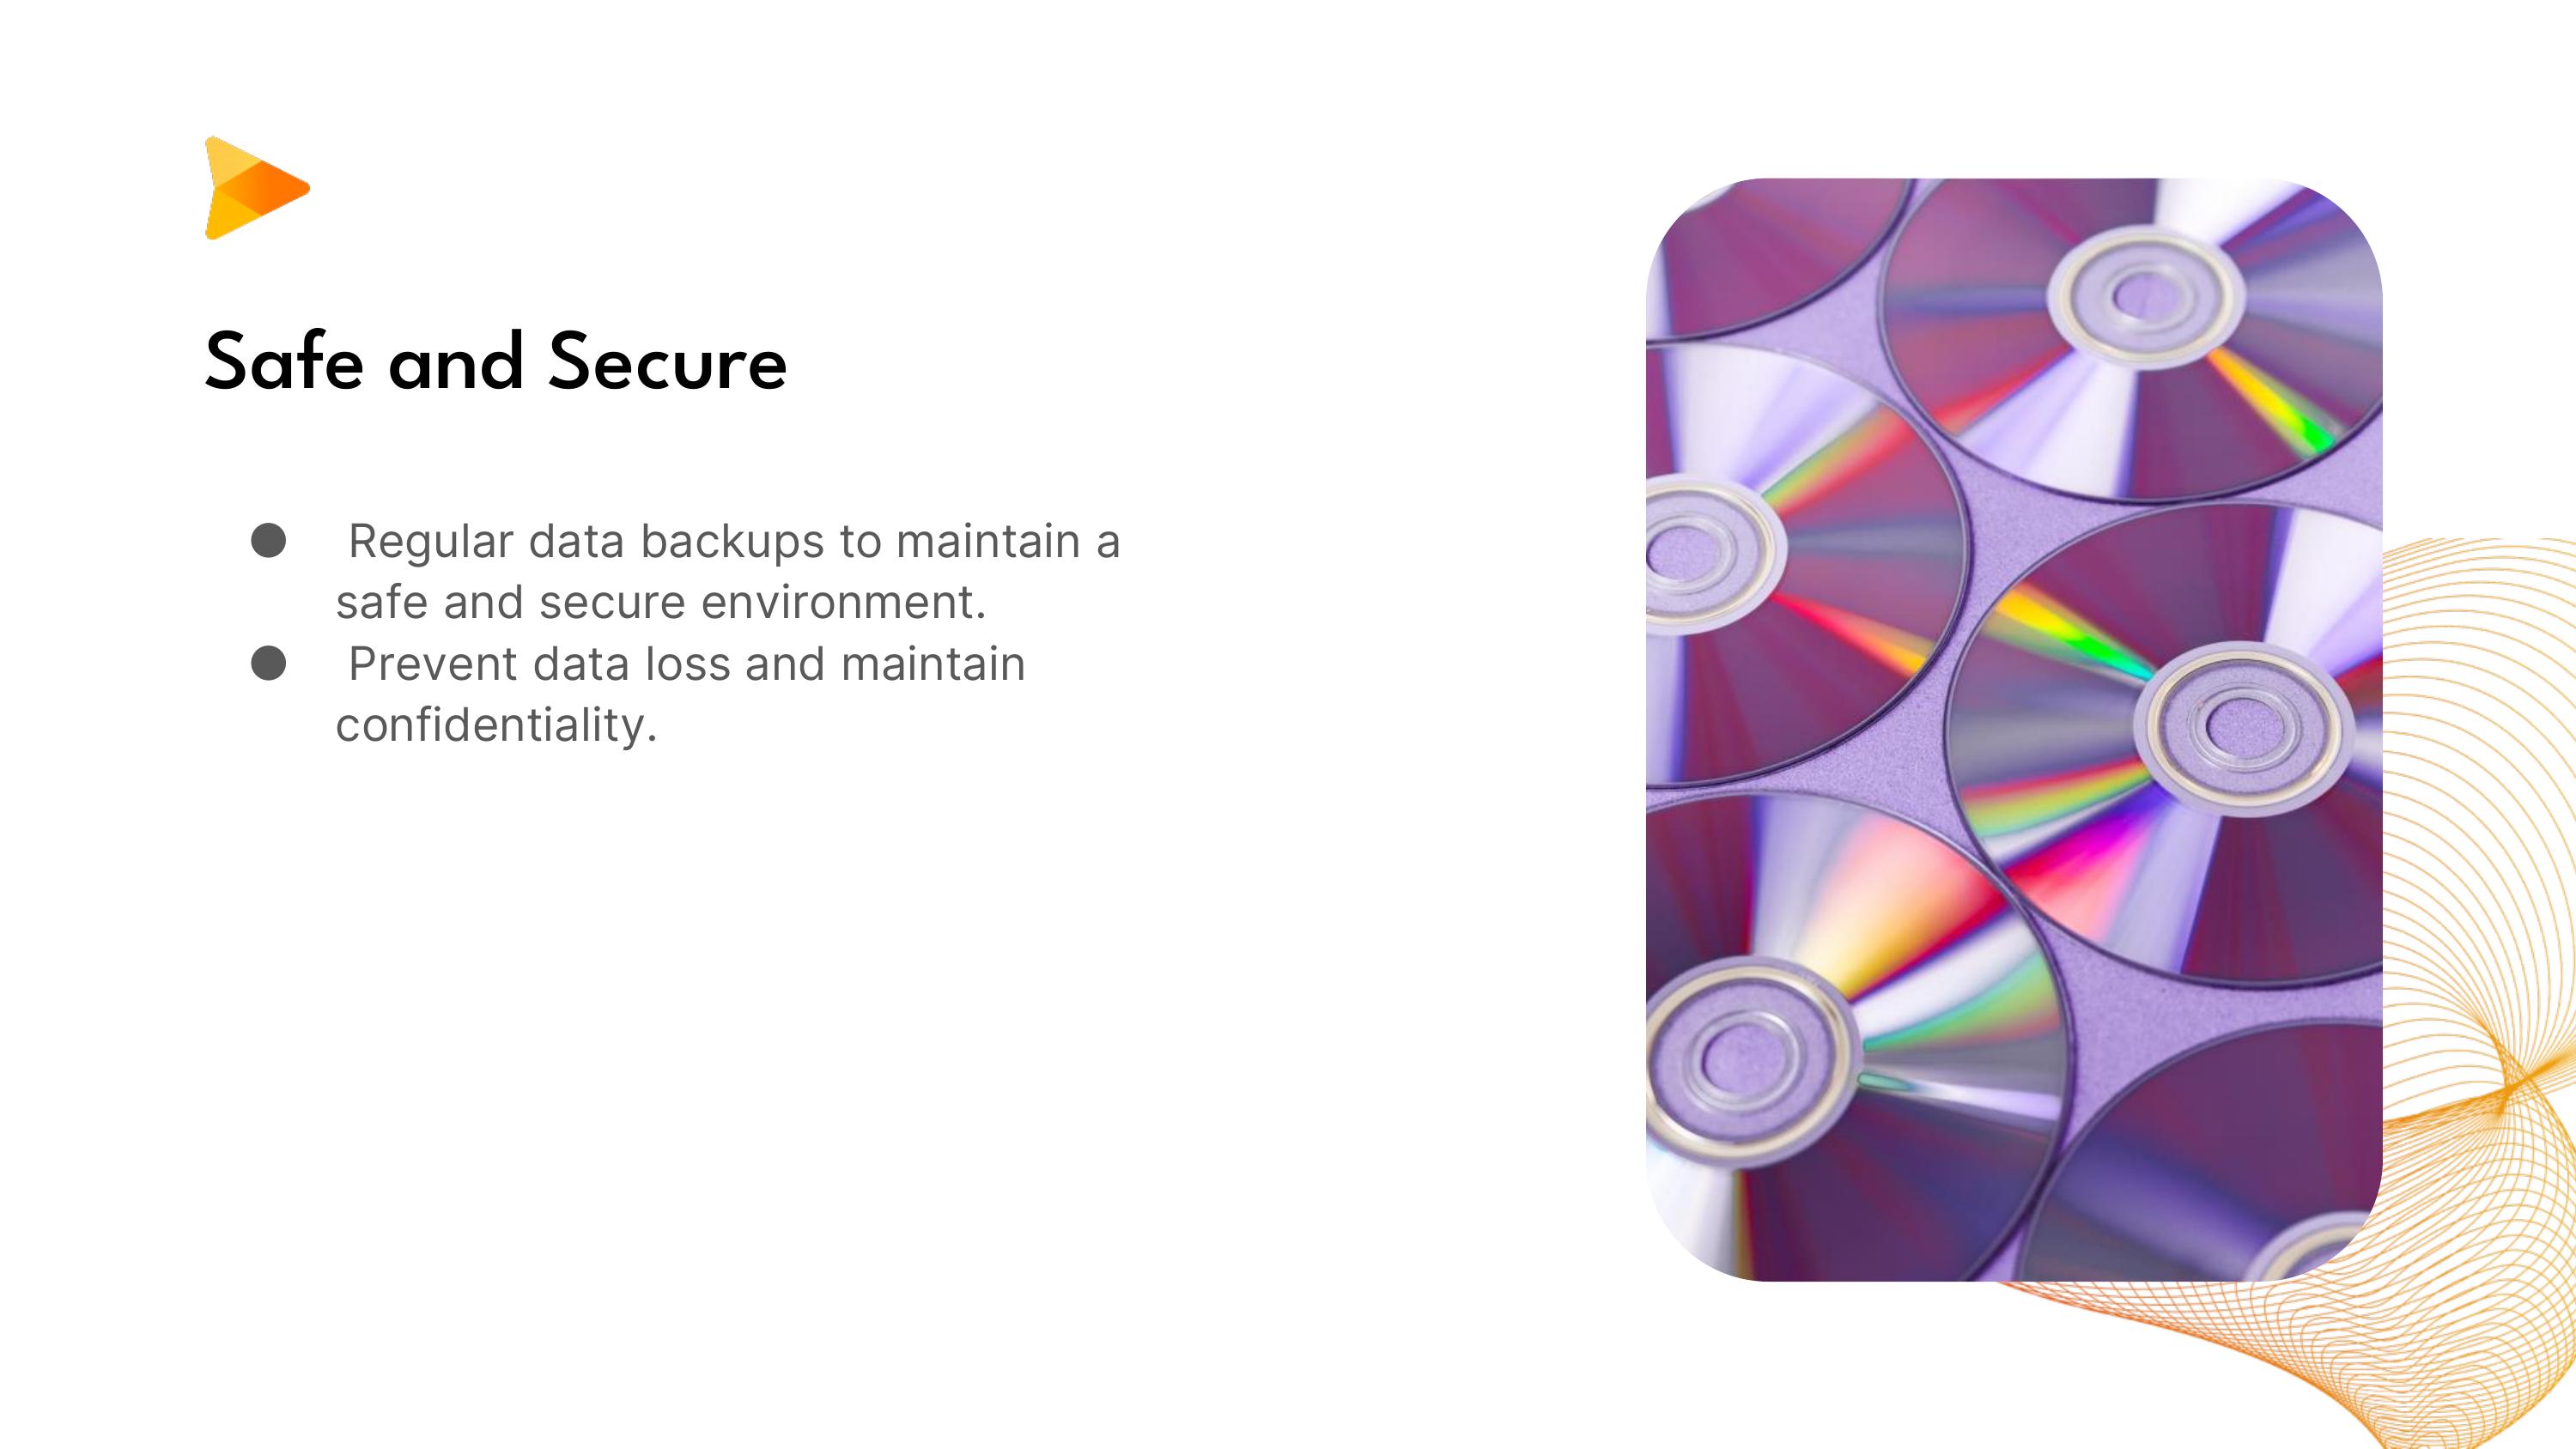 Safe and Secure
● Regular data backups to maintain a
safe and secure environment.
● Prevent data loss and maintain
confidentiality.